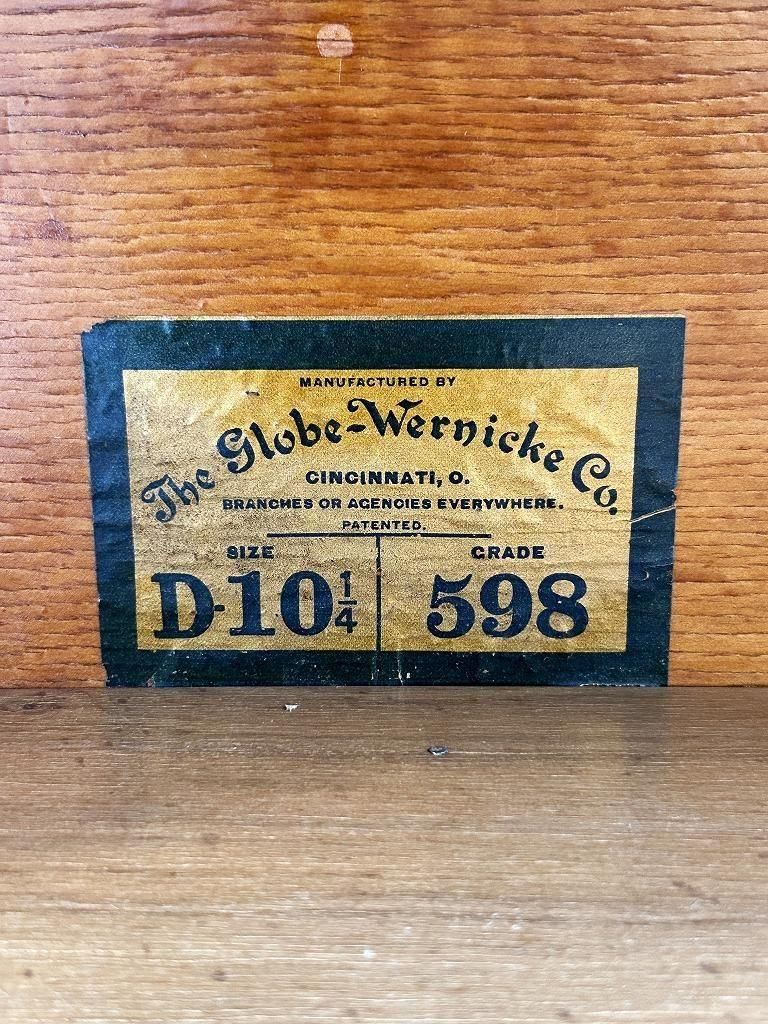 MANUFACTURED BY
The Globe-Wernicke Co.
CINCINNATI, O.
BRANCHES OR AGENCIES EVERYWHERE.
PATENTED.
SIZE GRADE
D-10 1/4 598